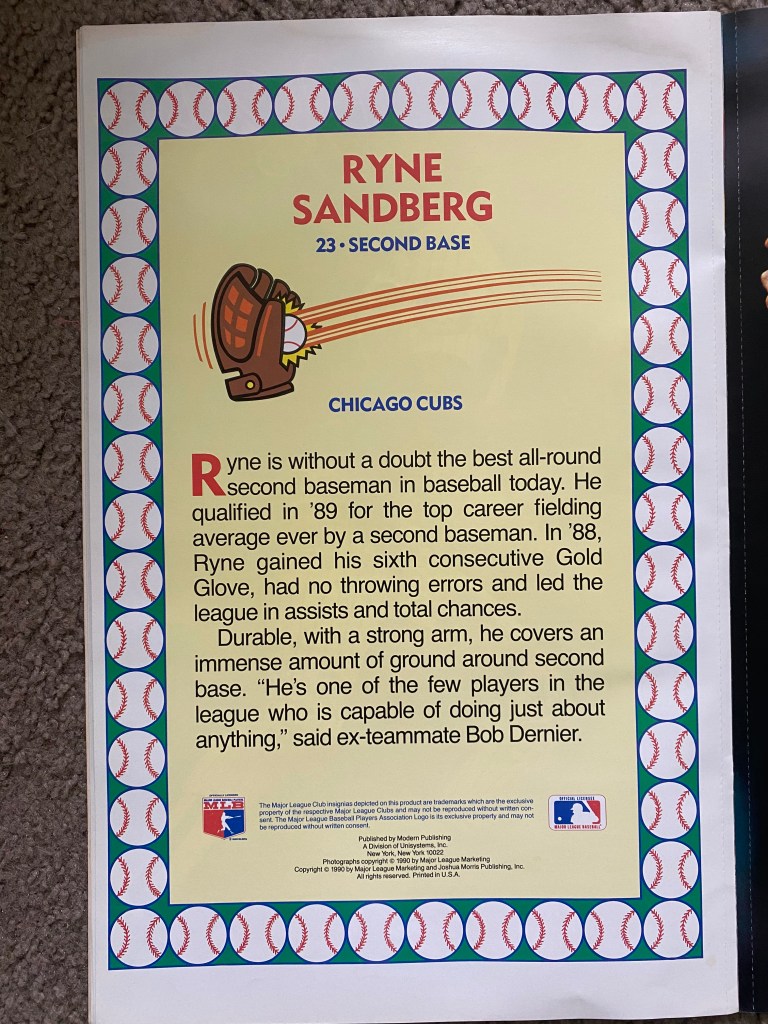 RYNE
SANDBERG
23 • SECOND BASE
CHICAGO CUBS
Ryne is without a doubt the best all-round
second baseman in baseball today. He
qualified in ’89 for the top career fielding
average ever by a second baseman. In ’88,
Ryne gained his sixth consecutive Gold
Glove, had no throwing errors and led the
league in assists and total chances.
Durable, with a strong arm, he covers an
immense amount of ground around second
base. “He’s one of the few players in the
league who is capable of doing just about
anything,” said ex-teammate Bob Dernier.
MLB
The Major League Club insignias depicted on this product are trademarks which are the exclusive
property of the respective Major League Clubs and may not be reproduced without written con-
sent. The Major League Baseball Players Association Logo is its exclusive property and may not
be reproduced without written consent.
OFFICIAL LICENSEE
MAJOR LEAGUE BASEBALL
Published by Modern Publishing
A Division of Unisystems, Inc.
New York, New York 10022
Photographs copyright © 1990 by Major League Marketing
Copyright © 1990 by Major League Marketing and Joshua Morris Publishing, Inc.
All rights reserved. Printed in U.S.A.